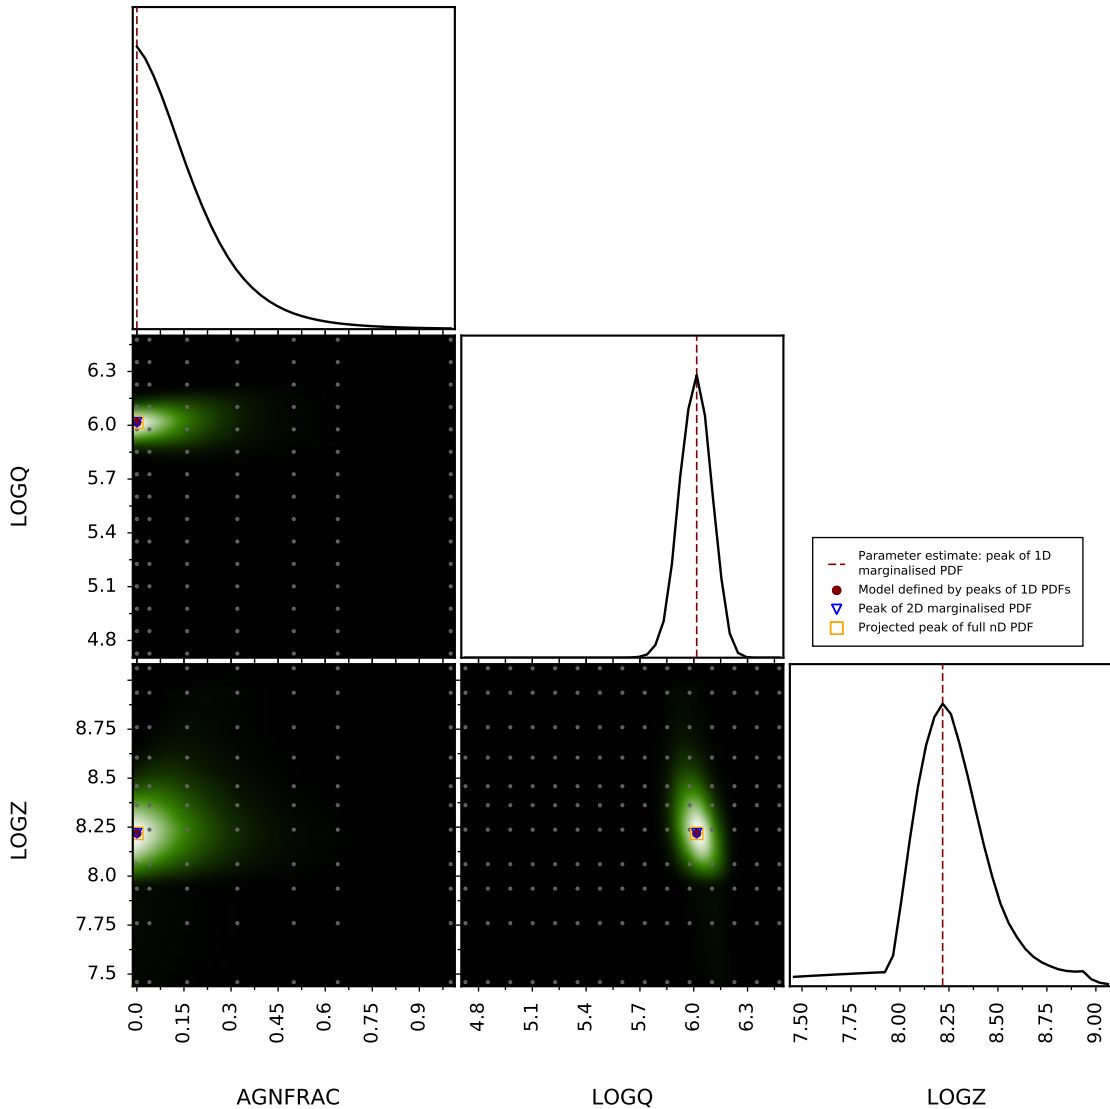 6.3
6.0
5.7
5.4
5.1
4.8
LOGQ
Parameter estimate: peak of 1D
marginalised PDF
Model defined by peaks of 1D PDFs
Peak of 2D marginalised PDF
Projected peak of full nD PDF
8.75
8.5
8.25
8.0
7.75
7.5
LOGZ
0.0 0.15 0.3 0.45 0.6 0.75 0.9
4.8 5.1 5.4 5.7 6.0 6.3
7.50 7.75 8.00 8.25 8.50 8.75 9.00
AGNFRAC
LOGQ
LOGZ